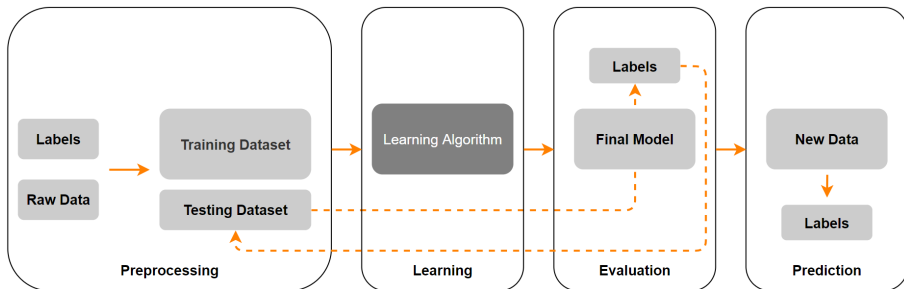 Labels
Raw Data
Training Dataset
Testing Dataset
Preprocessing
Learning Algorithm
Learning
Labels
Final Model
Evaluation
New Data
Labels
Prediction